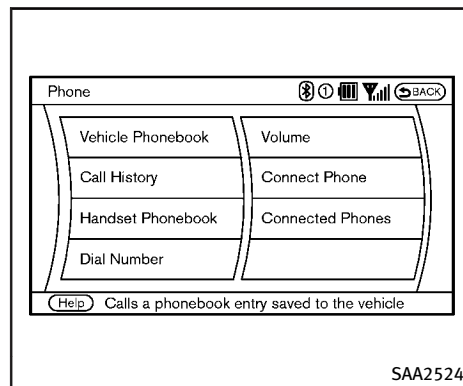 Phone ① BACK
Vehicle Phonebook Volume
Call History Connect Phone
Handset Phonebook Connected Phones
Dial Number
Help Calls a phonebook entry saved to the vehicle
SAA2524